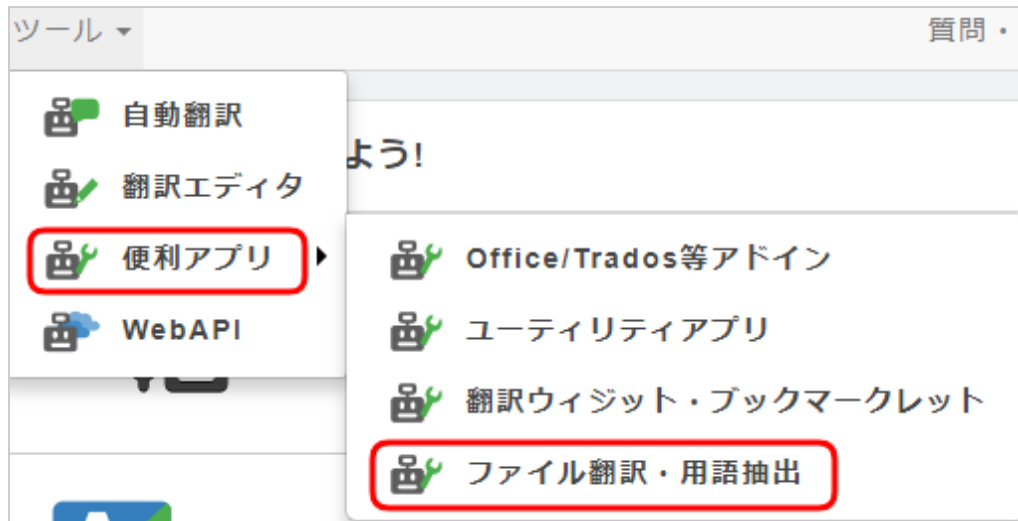 ツール
質問・
自動翻訳
よう!
翻訳エディタ
便利アプリ
Office/Trados等アドイン
WebAPI
ユーティリティアプリ
翻訳ウィジット・ブックマークレット
ファイル翻訳・用語抽出